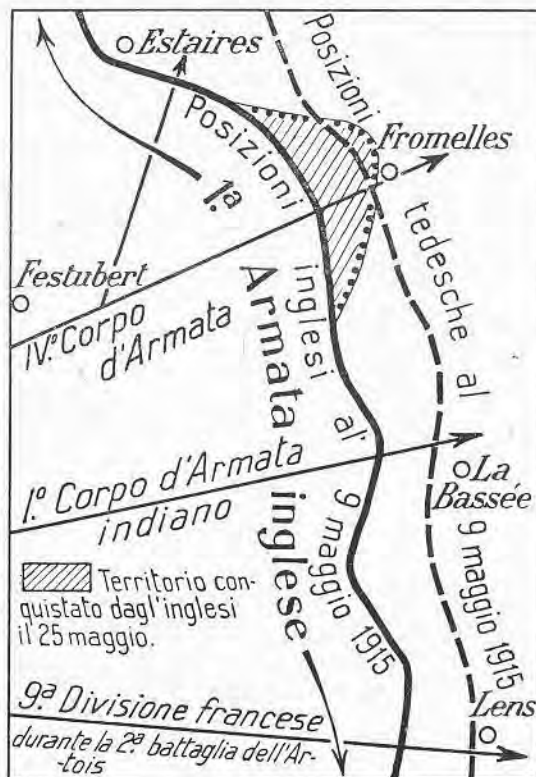 Estaires
Posizioni inglesi al' 9 maggio 1915
Posizioni tedesche al 9 maggio 1915
Fromelles
1ª Armata inglese
Festubert
IV.º Corpo
d'Armata
I.º Corpo d'Armata
indiano
La
Bassée
Territorio con-
quistato dagl'inglesi
il 25 maggio.
9ª Divisione francese
durante la 2ª battaglia dell'Ar-
-tois
Lens